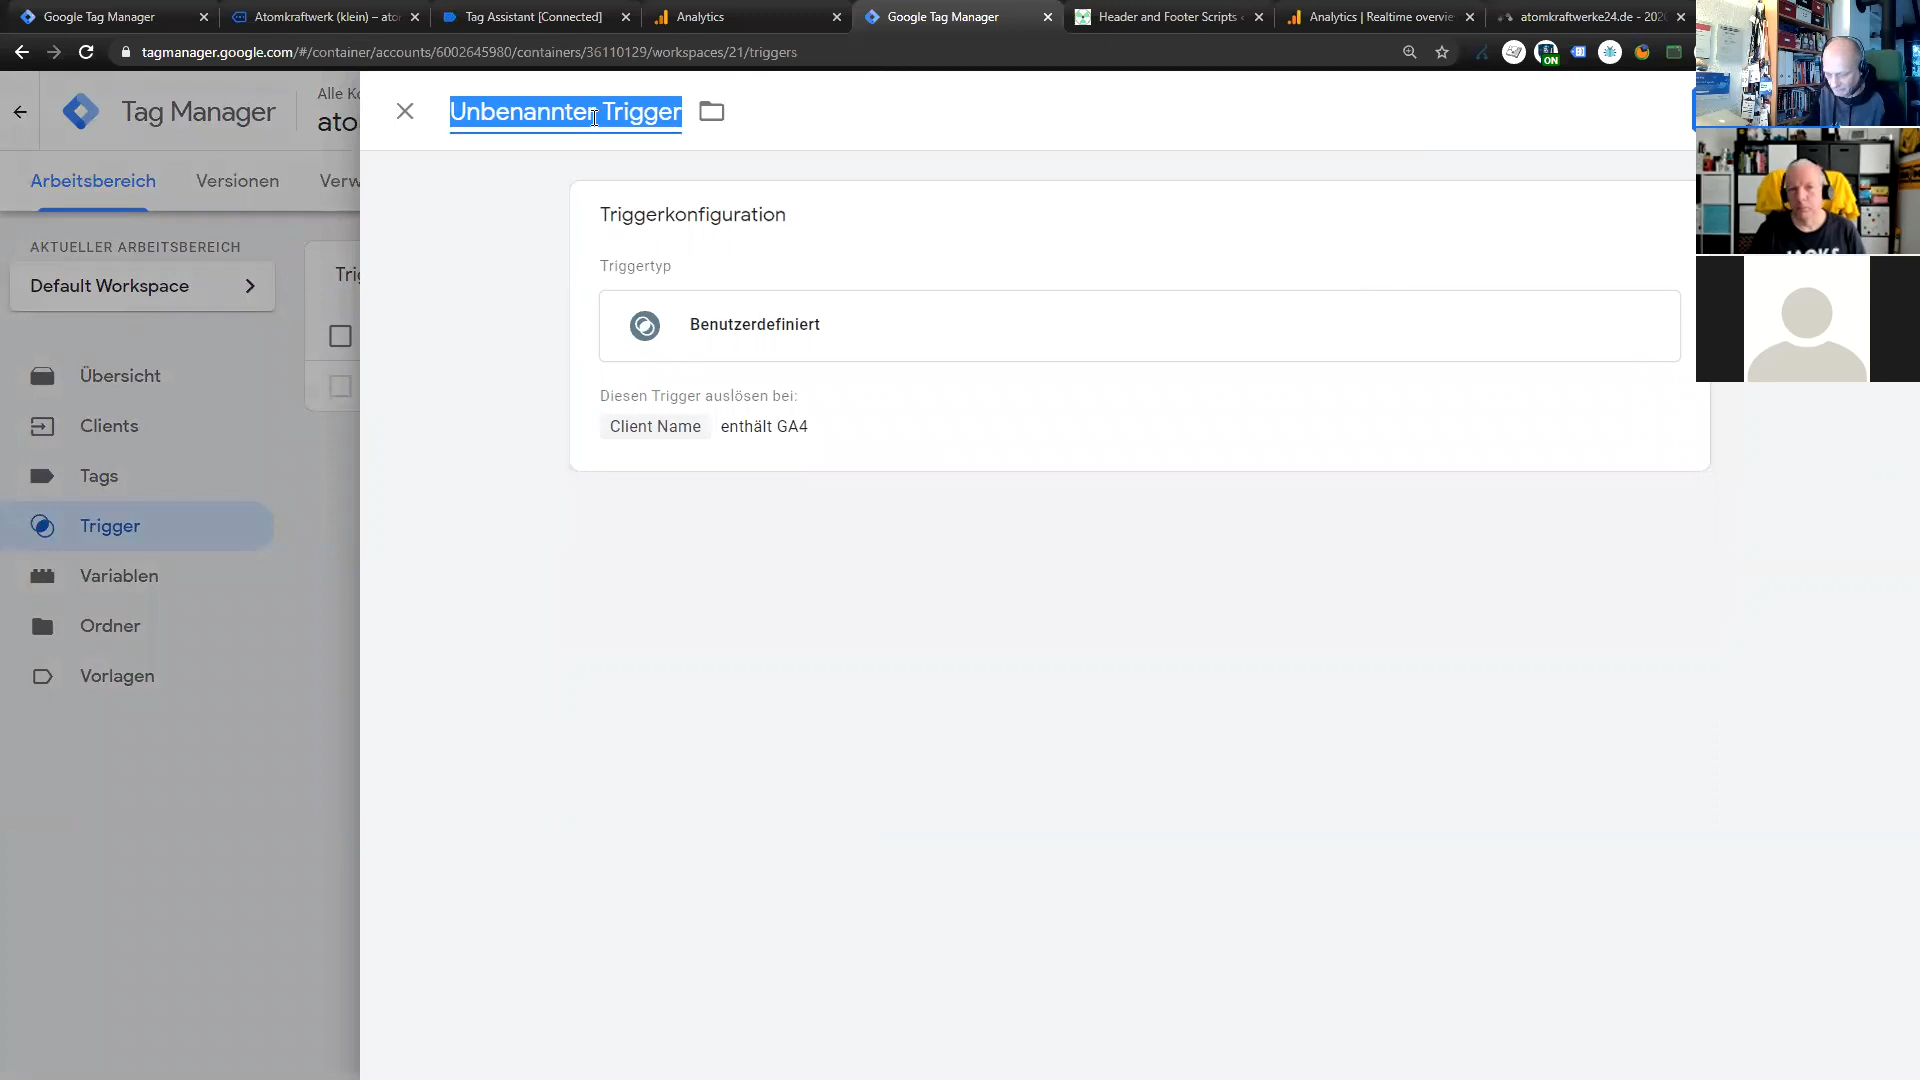 Google Tag Manager
Atomkraftwerk (klein) – ato
Tag Assistant [Connected]
Analytics
Google Tag Manager
Header and Footer Scripts
Analytics | Realtime overvie
atomkraftwerke24.de - 202
tagmanager.google.com/#/container/accounts/6002645980/containers/36110129/workspaces/21/triggers
ON
Tag Manager
Alle Ko
ato
Unbenannter Trigger
Arbeitsbereich
Versionen
Verw
AKTUELLER ARBEITSBEREICH
Default Workspace
Trig
Übersicht
Clients
Tags
Trigger
Variablen
Ordner
Vorlagen
Triggerkonfiguration
Triggertyp
Benutzerdefiniert
Diesen Trigger auslösen bei:
Client Name enthält GA4